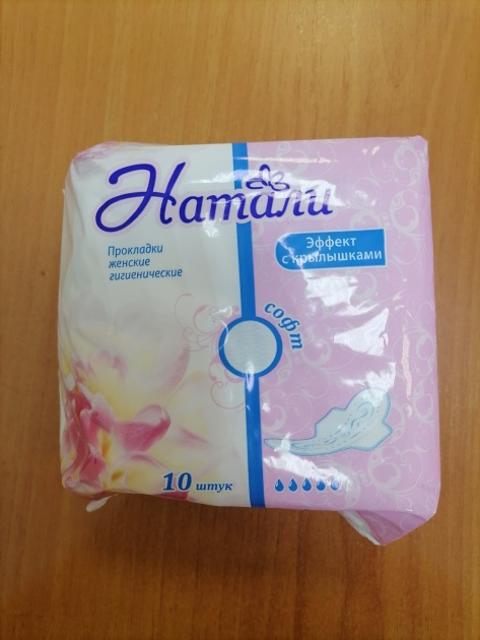 Натали
Прокладки
женские
гигиенические
Эффект
с крылышками
софт
10 штук